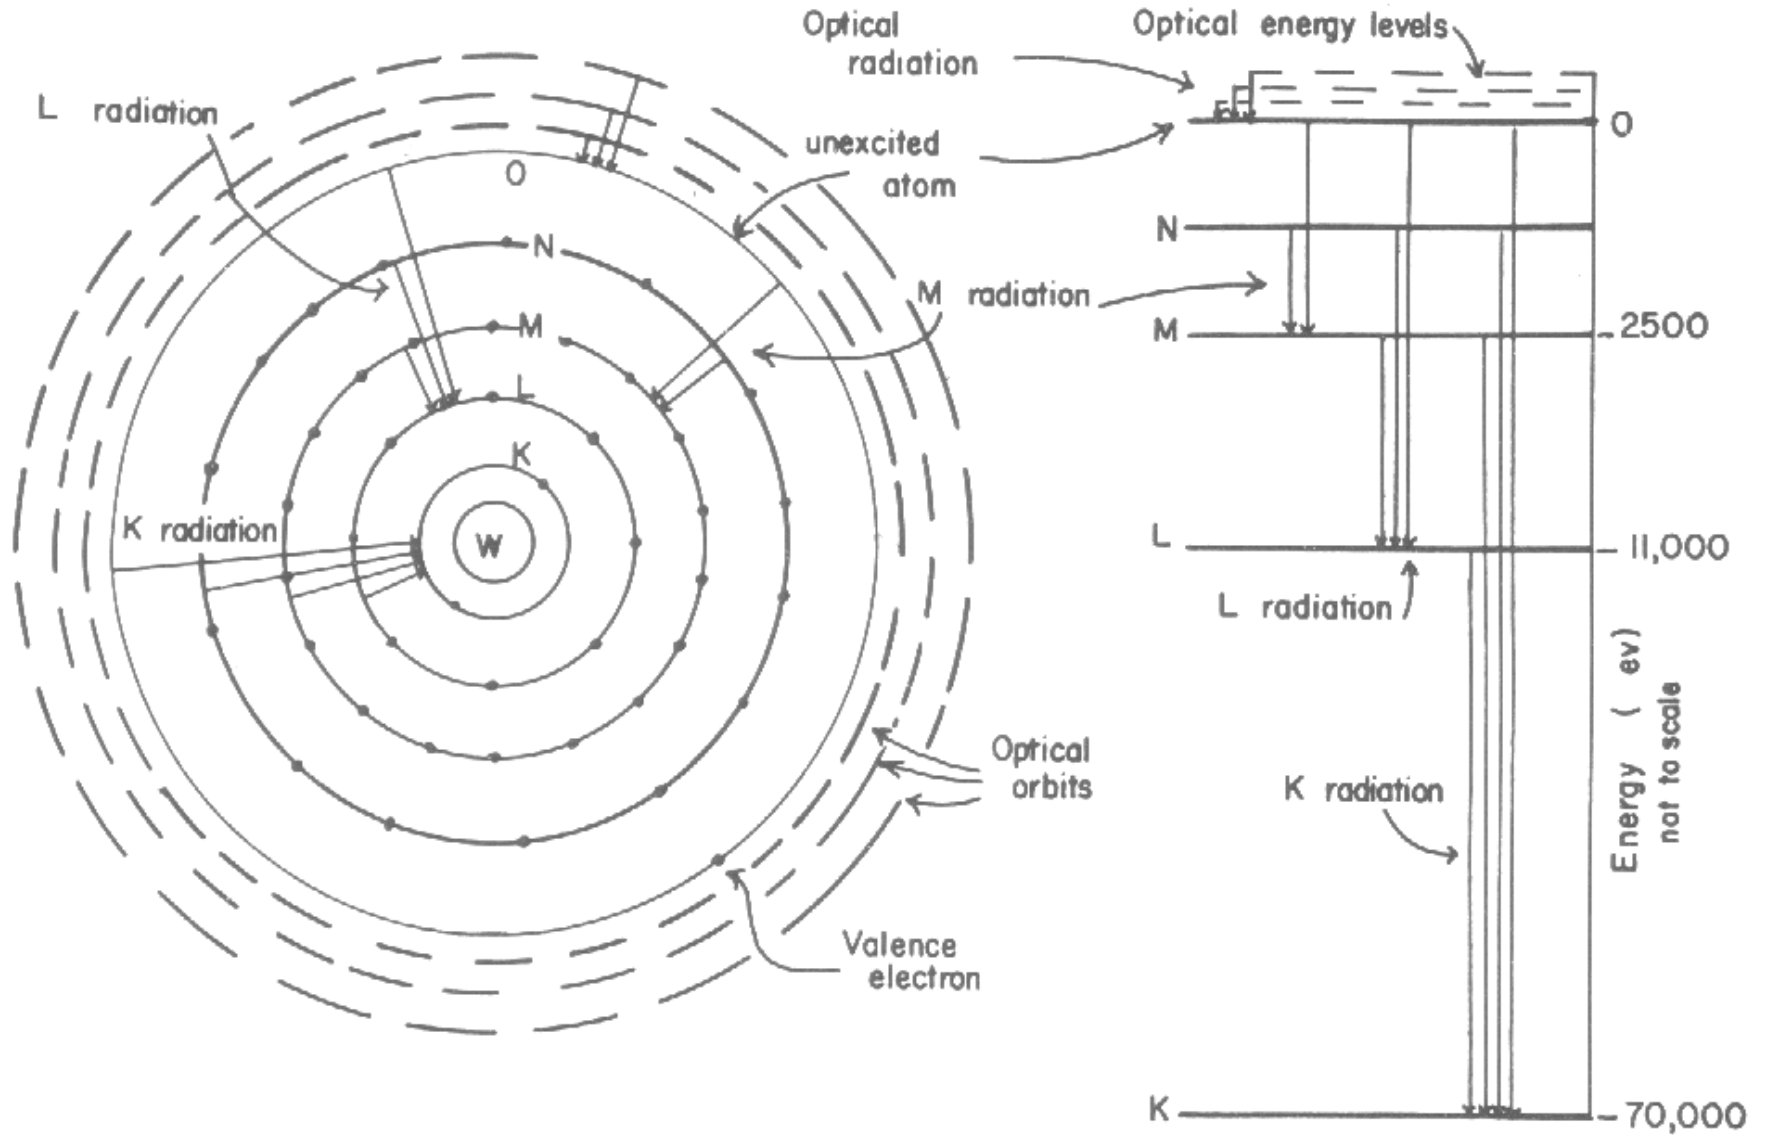 Optical
radiation
Optical energy levels
L radiation
unexcited
atom
O
O
N
N
M radiation
M
M
-2500
L
K
W
K radiation
L
-11,000
L radiation
Optical
orbits
K radiation
Energy ( ev)
not to scale
Valence
electron
K
-70,000